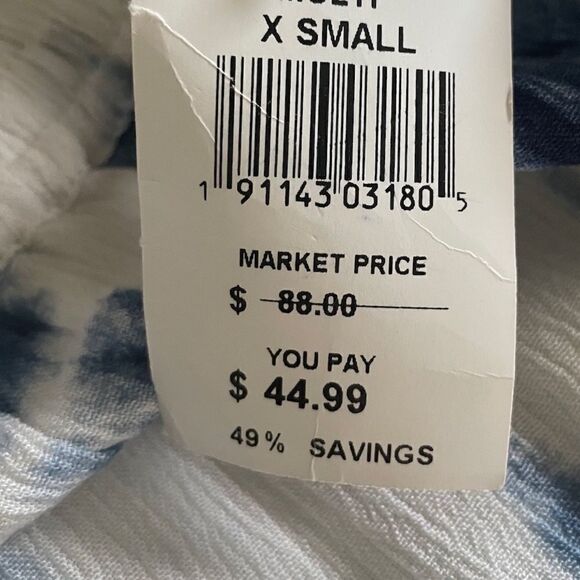 X SMALL
1 91143 03180 5
MARKET PRICE
$ 88.00
YOU PAY
$ 44.99
49% SAVINGS